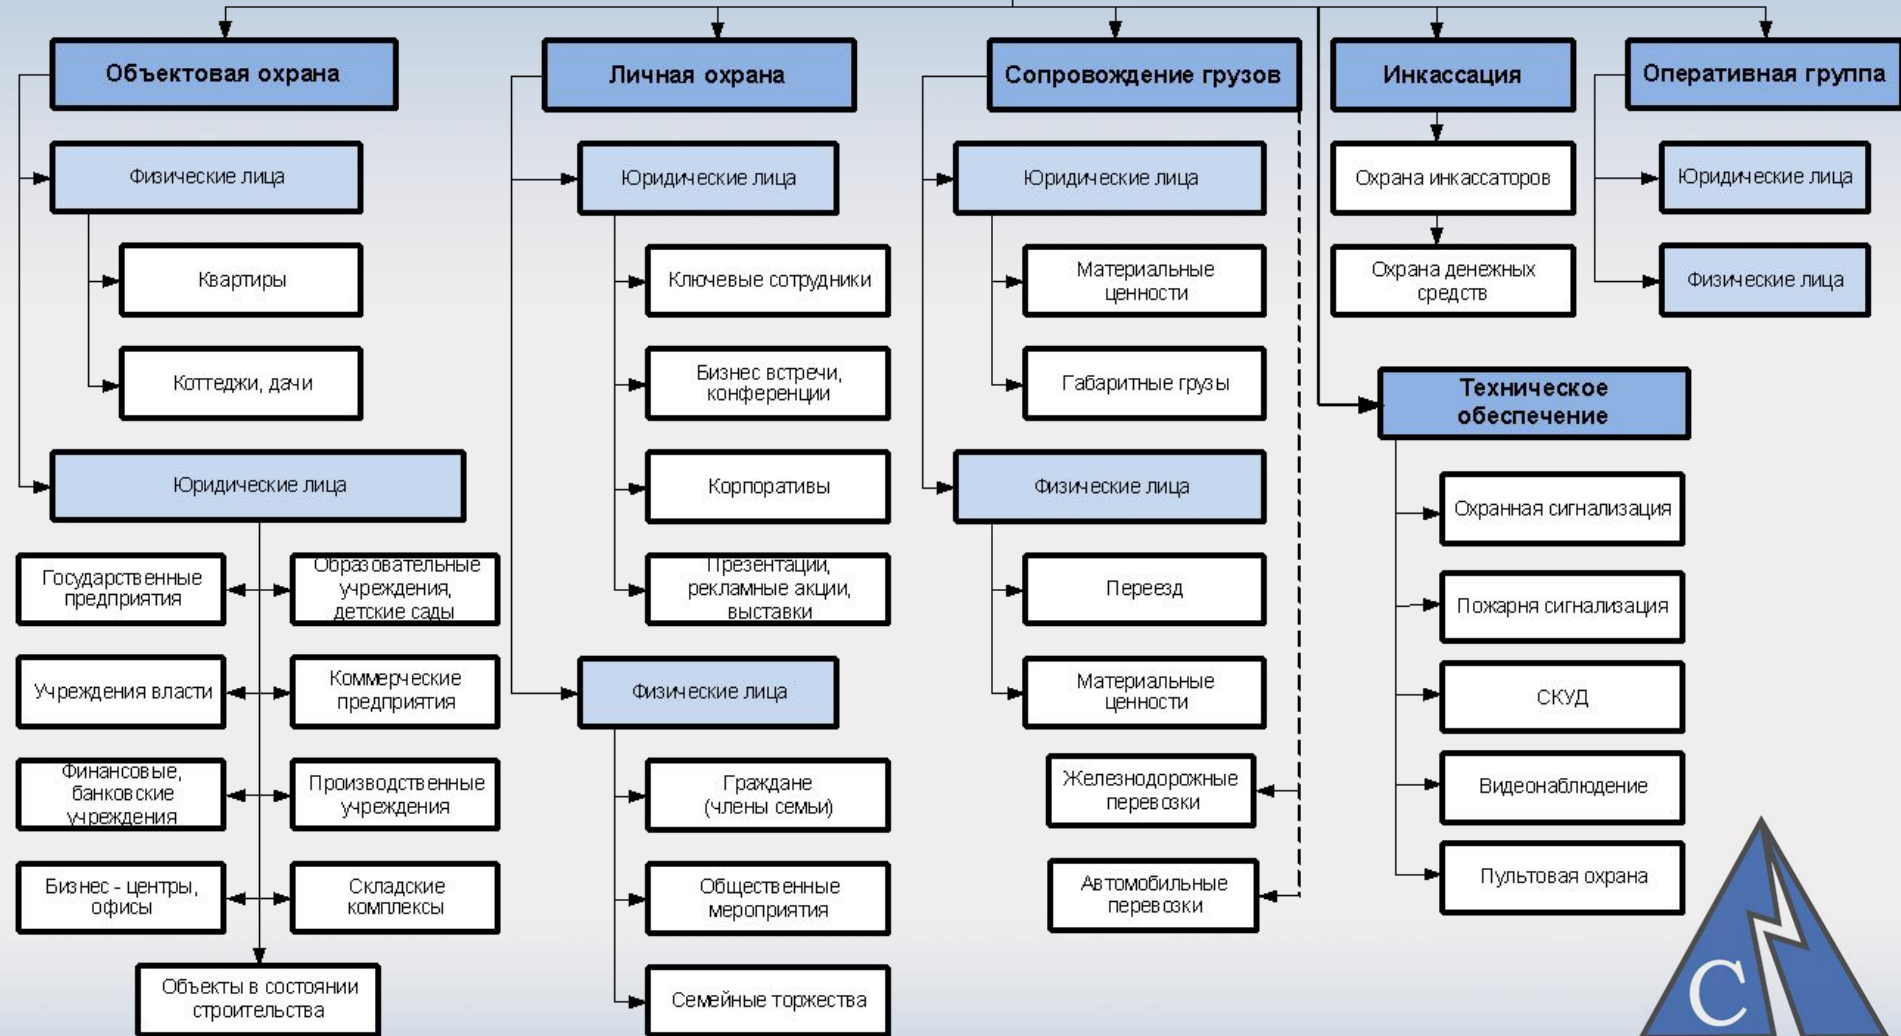 Объектовая охрана
Физические лица
Квартиры
Коттеджи, дачи
Юридические лица
Государственные
предприятия
Образовательные
учреждения,
детские сады
Учреждения власти
Коммерческие
предприятия
Финансовые,
банковские
учреждения
Производственные
учреждения
Бизнес - центры,
офисы
Складские
комплексы
Объекты в состоянии
строительства
Личная охрана
Юридические лица
Ключевые сотрудники
Бизнес встречи,
конференции
Корпоративы
Презентации,
рекламные акции,
выставки
Физические лица
Граждане
(члены семьи)
Общественные
мероприятия
Семейные торжества
Сопровождение грузов
Юридические лица
Материальные
ценности
Габаритные грузы
Физические лица
Переезд
Материальные
ценности
Железнодорожные
перевозки
Автомобильные
перевозки
Инкассация
Охрана инкассаторов
Охрана денежных
средств
Оперативная группа
Юридические лица
Физические лица
Техническое
обеспечение
Охранная сигнализация
Пожарня сигнализация
СКУД
Видеонаблюдение
Пультовая охрана
С